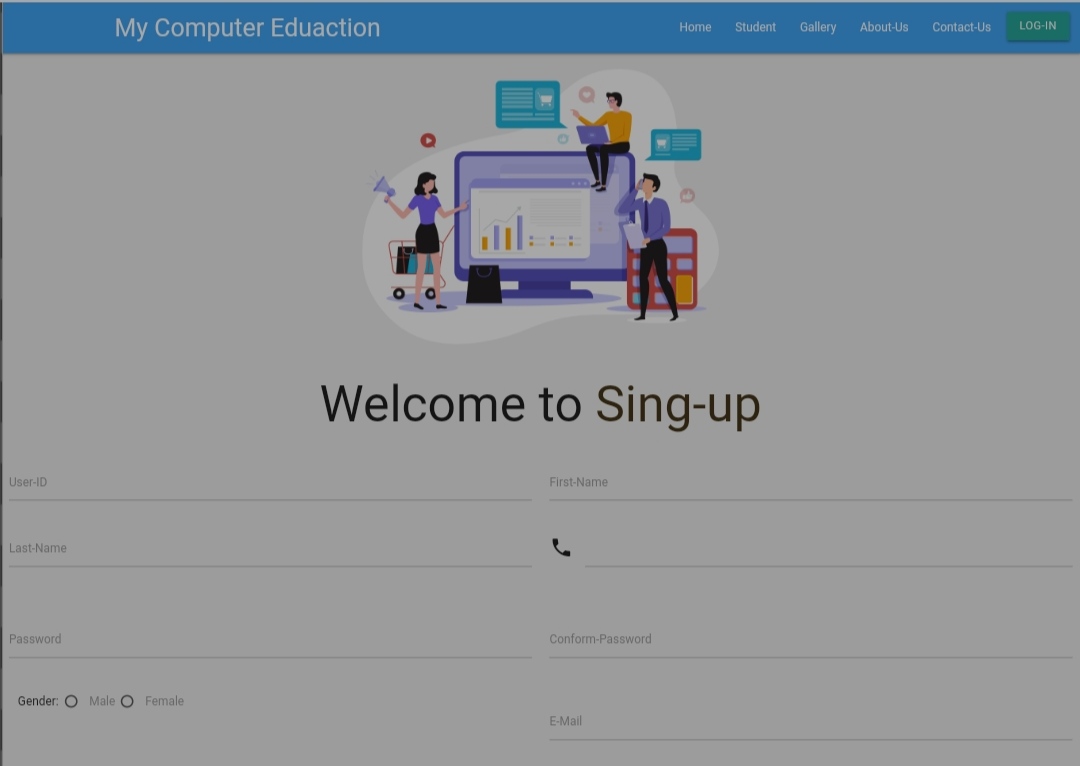 My Computer Eduaction
Home Student Gallery About-Us Contact-Us LOG-IN
Welcome to Sing-up
User-ID First-Name
Last-Name
Password Conform-Password
Gender: Male Female
E-Mail